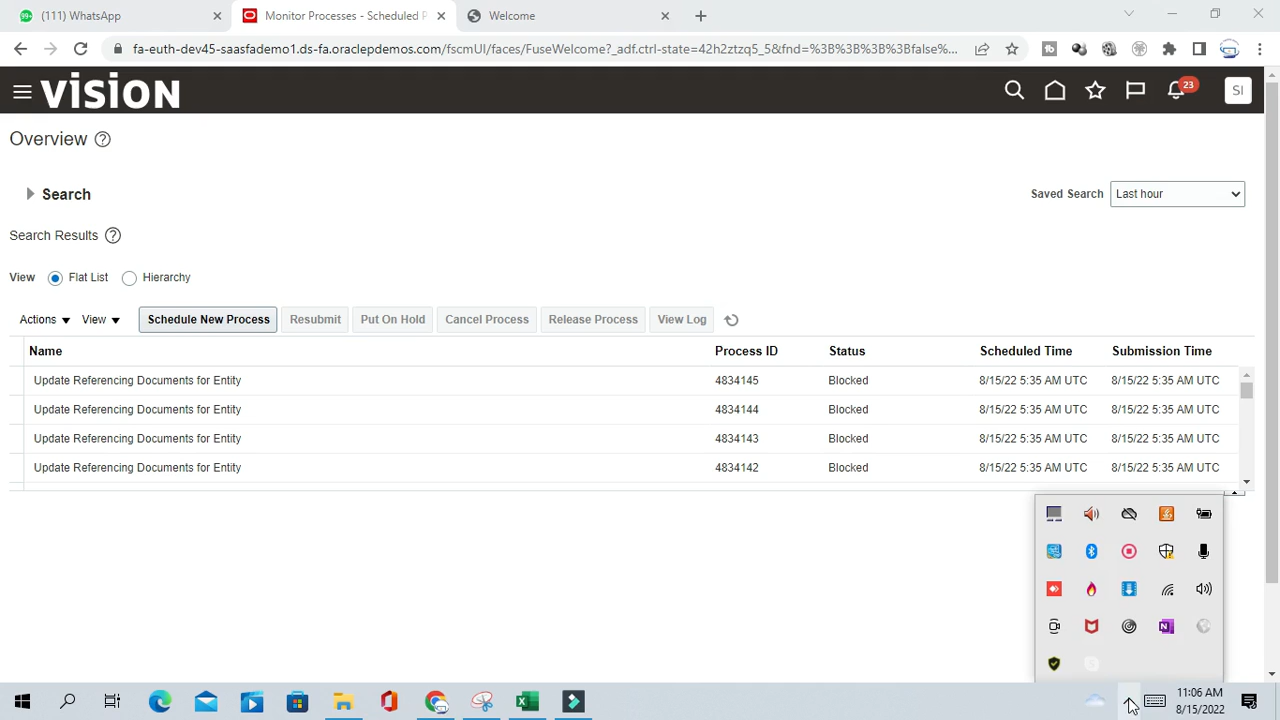 (111) WhatsApp
Monitor Processes - Scheduled P
Welcome
99+
fa-euth-dev45-saasfademo1.ds-fa.oraclepdemos.com/fscmUI/faces/FuseWelcome?_adf.ctrl-state=42h2ztzq5_5&fnd=%3B%3B%3B%3Bfalse%...
VISION
23
SI
Overview
Search
Saved Search
Last hour
Search Results
View
Flat List
Hierarchy
Actions
View
Schedule New Process
Resubmit
Put On Hold
Cancel Process
Release Process
View Log
Name Process ID Status Scheduled Time Submission Time
Update Referencing Documents for Entity 4834145 Blocked 8/15/22 5:35 AM UTC 8/15/22 5:35 AM UTC
Update Referencing Documents for Entity 4834144 Blocked 8/15/22 5:35 AM UTC 8/15/22 5:35 AM UTC
Update Referencing Documents for Entity 4834143 Blocked 8/15/22 5:35 AM UTC 8/15/22 5:35 AM UTC
Update Referencing Documents for Entity 4834142 Blocked 8/15/22 5:35 AM UTC 8/15/22 5:35 AM UTC
11:06 AM
8/15/2022